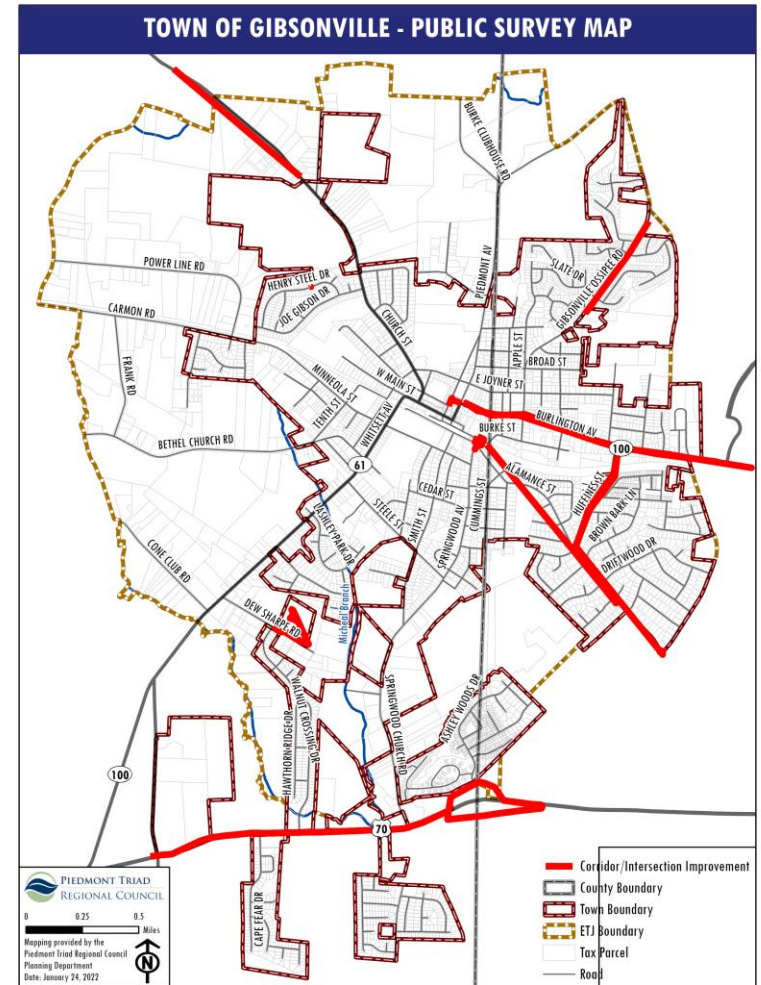 TOWN OF GIBSONVILLE - PUBLIC SURVEY MAP
BURKE CLUBHOUSE RD
POWER LINE RD
HENRY STEEL DR
JOE GIBSON DR
PIEDMONT AV
SLATE DR
GIBSONVILLE OSSIPEE RD
CARMON RD
CHURCH ST
FRANK RD
MINNEOLA ST
W MAIN ST
APPLE ST
BROAD ST
E JOYNER ST
TENTH ST
WHITSETT AV
BURLINGTON AV
BETHEL CHURCH RD
BURKE ST
100
61
ALAMANCE ST
HUFFINES ST
CEDAR ST
CUMMINGS ST
BROWN BARK LN
STEELE ST
SMITH ST
SPRINGWOOD AV
LASHLEY PARK DR
DRIFTWOOD DR
CONE CLUB RD
DEW SHARPE RD
Micheal Branch
WALNUT CROSSING DR
HAWTHORN RIDGE DR
SPRINGWOOD CHURCH RD
ASHLEY WOODS DR
100
70
CAPE FEAR DR
PIEDMONT TRIAD
REGIONAL COUNCIL
0 0.25 0.5
Miles
Mapping provided by the
Piedmont Triad Regional Council
Planning Department
Date: January 24, 2022
N
Corridor/Intersection Improvement
County Boundary
Town Boundary
ETJ Boundary
Tax Parcel
Road